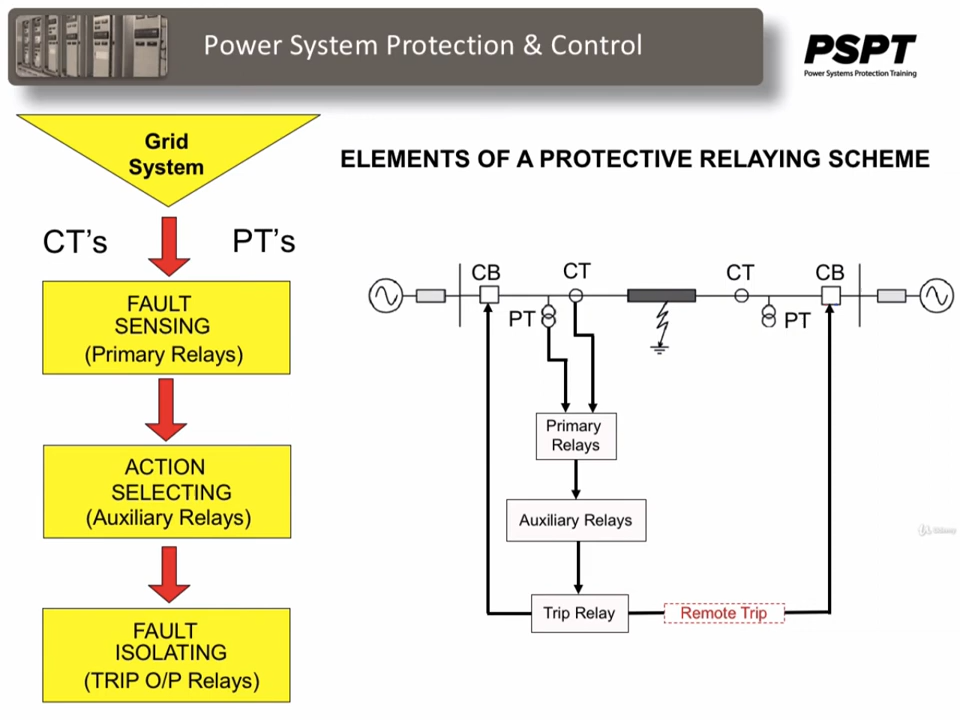 Power System Protection & Control
PSPT
Power Systems Protection Training
Grid
System
ELEMENTS OF A PROTECTIVE RELAYING SCHEME
CT's
PT's
FAULT
SENSING
(Primary Relays)
ACTION
SELECTING
(Auxiliary Relays)
FAULT
ISOLATING
(TRIP O/P Relays)
CB
CT
CT
CB
PT
PT
Primary
Relays
Auxiliary Relays
Trip Relay
Remote Trip